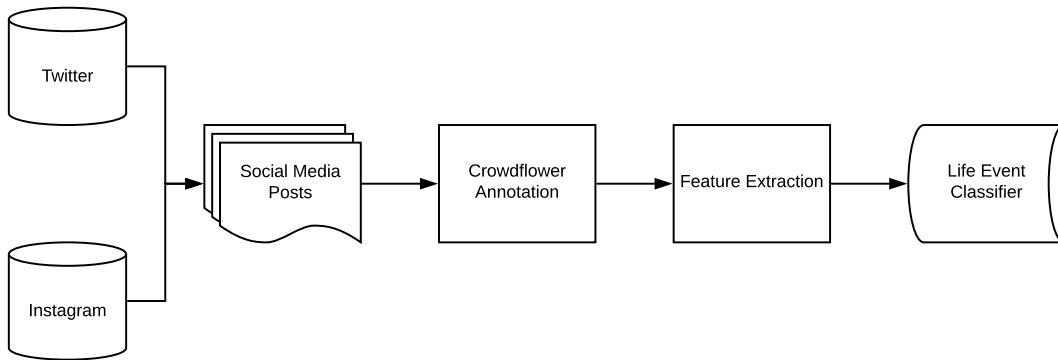 Twitter
Social Media
Posts
Crowdflower
Annotation
Feature Extraction
Life Event
Classifier
Instagram